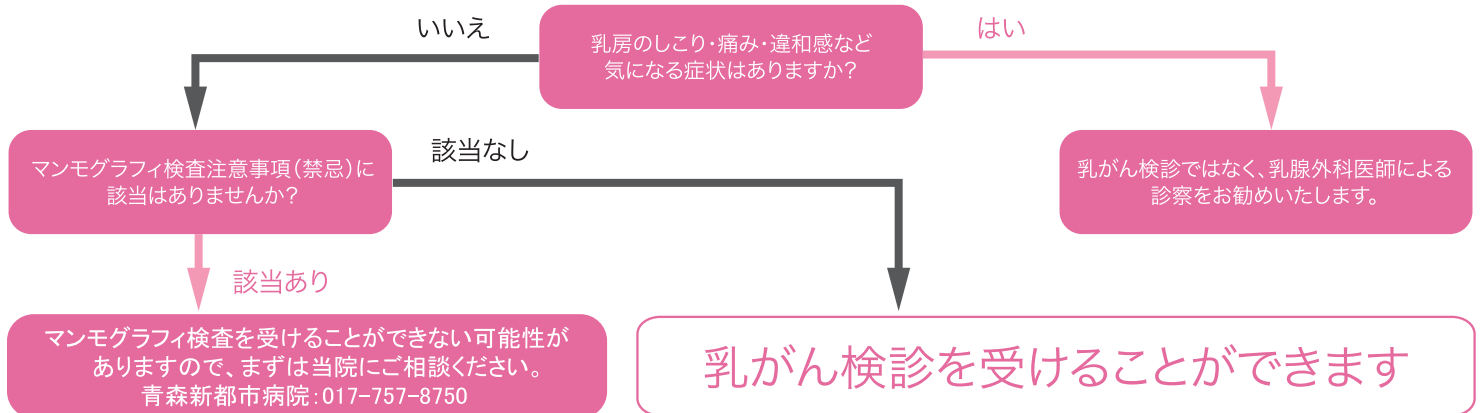 いいえ
乳房のしこり・痛み・違和感など
気になる症状はありますか？
はい
マンモグラフィ検査注意事項（禁忌）に
該当はありませんか？
該当なし
乳がん検診ではなく、乳腺外科医師による
診察をお勧めいたします。
該当あり
マンモグラフィ検査を受けることができない可能性が
ありますので、まずは当院にご相談ください。
青森新都市病院：017-757-8750
乳がん検診を受けることができます